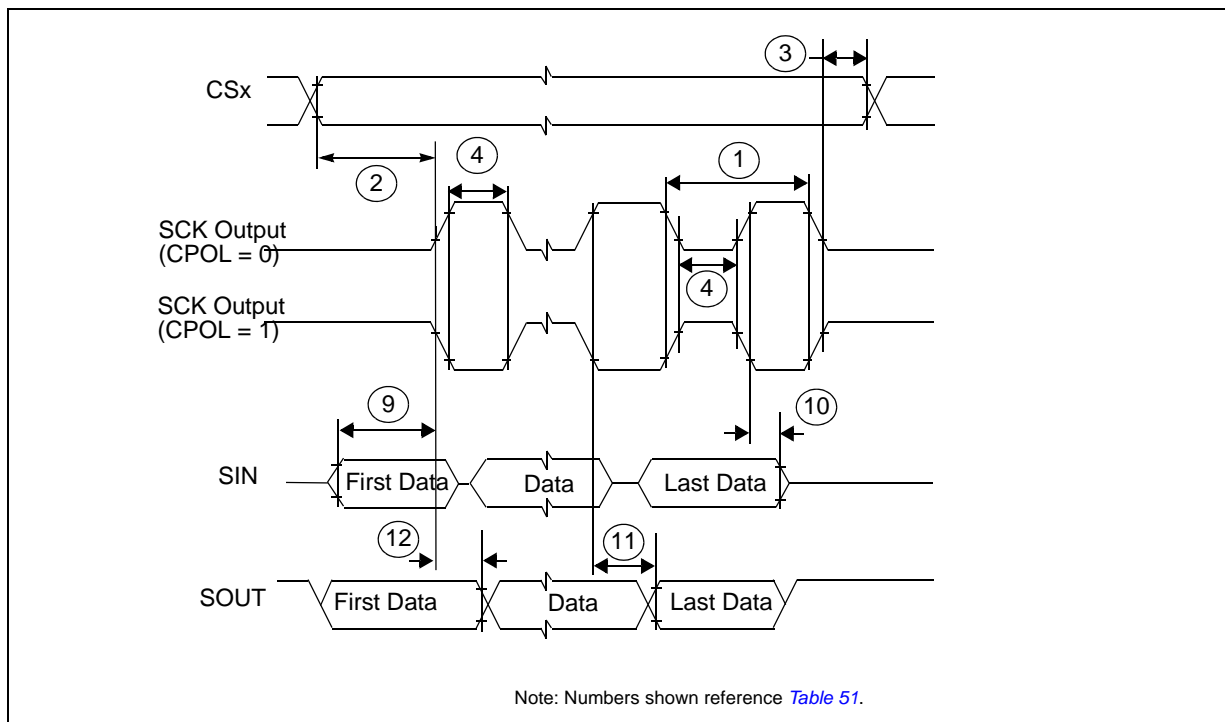 3
CSx
2
4
1
SCK Output
(CPOL = 0)
4
SCK Output
(CPOL = 1)
9
10
SIN
First Data
Data
Last Data
12
11
SOUT
First Data
Data
Last Data
Note: Numbers shown reference Table 51.